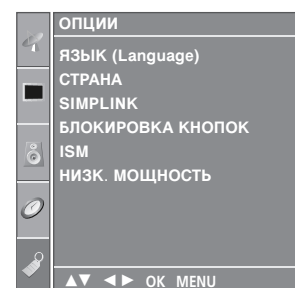 ОПЦИИ
ЯЗЫК (Language)
СТРАНА
SIMPLINK
БЛОКИРОВКА КНОПОК
ISM
НИЗК. МОЩНОСТЬ
▲▼ ◄► OK MENU